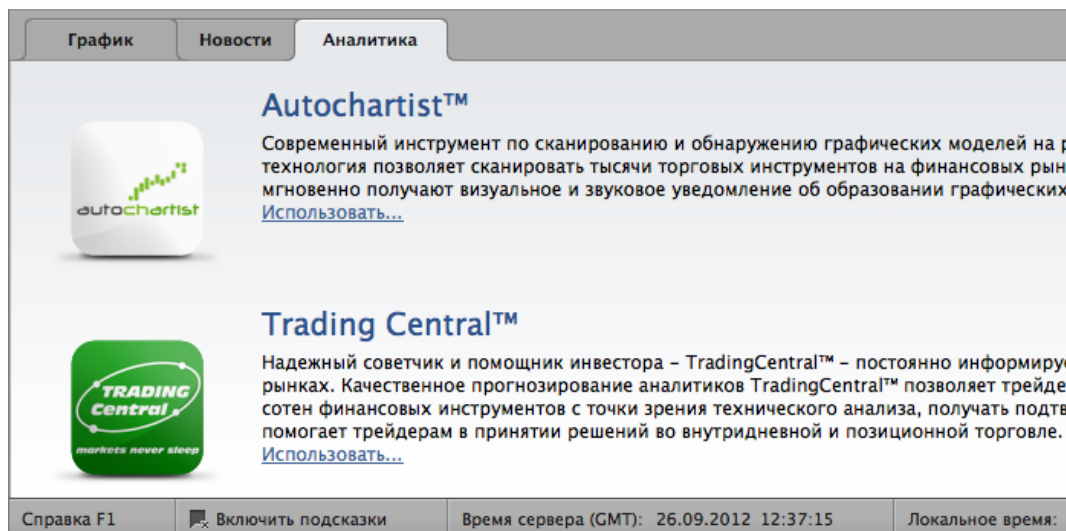 График Новости Аналитика
Autochartist™
Современный инструмент по сканированию и обнаружению графических моделей на
технология позволяет сканировать тысячи торговых инструментов на финансовых рын
мгновенно получают визуальное и звуковое уведомление об образовании графических
Использовать...
autochartist
Trading Central™
Надежный советчик и помощник инвестора – TradingCentral™ – постоянно информируе
рынках. Качественное прогнозирование аналитиков TradingCentral™ позволяет трейде
сотен финансовых инструментов с точки зрения технического анализа, получать подтв
помогает трейдерам в принятии решений во внутридневной и позиционной торговле.
Использовать...
TRADING
Central
markets never sleep
Справка F1 Включить подсказки Время сервера (GMT): 26.09.2012 12:37:15 Локальное время: